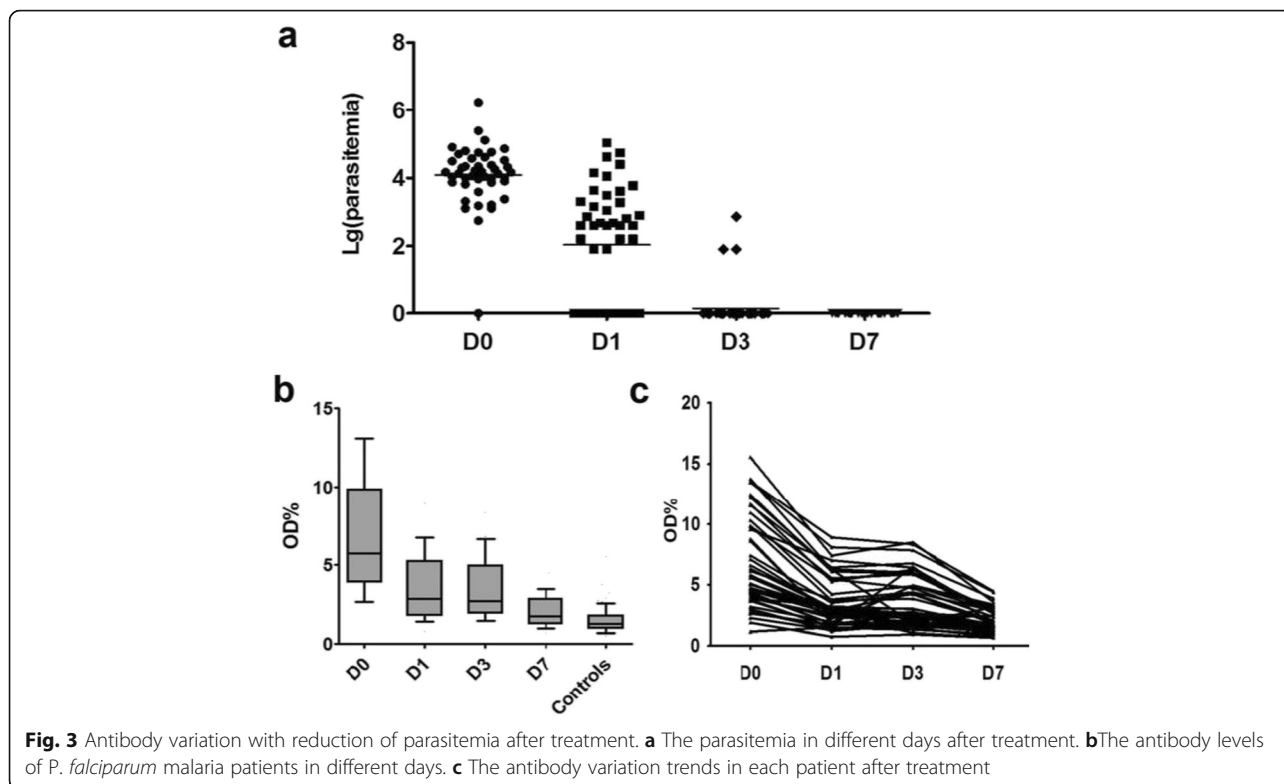 a
8
6
4
2
0
Lg(parasitemia)
D0 D1 D3 D7
b
15
10
5
0
OD%
D0 D1 D3 D7 Controls
c
20
15
10
5
0
OD%
D0 D1 D3 D7
Fig. 3 Antibody variation with reduction of parasitemia after treatment. a The parasitemia in different days after treatment. bThe antibody levels
of P. falciparum malaria patients in different days. c The antibody variation trends in each patient after treatment